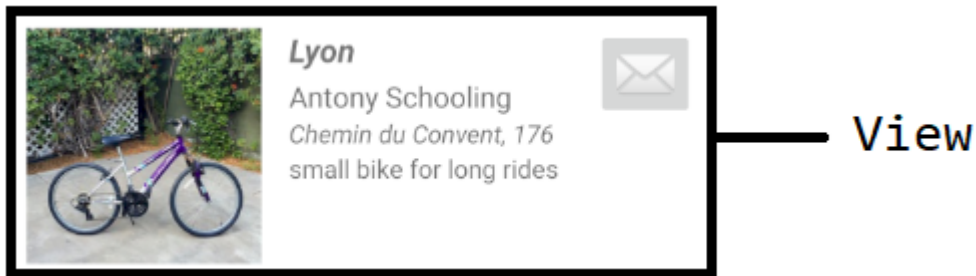 Lyon
Antony Schooling
Chemin du Convent, 176
small bike for long rides
View